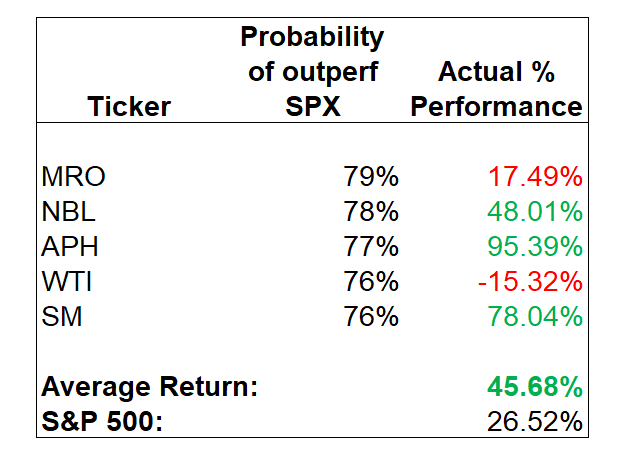 Probability
of outperf Actual %
Ticker SPX Performance
MRO 79% 17.49%
NBL 78% 48.01%
APH 77% 95.39%
WTI 76% -15.32%
SM 76% 78.04%
Average Return: 45.68%
S&P 500: 26.52%